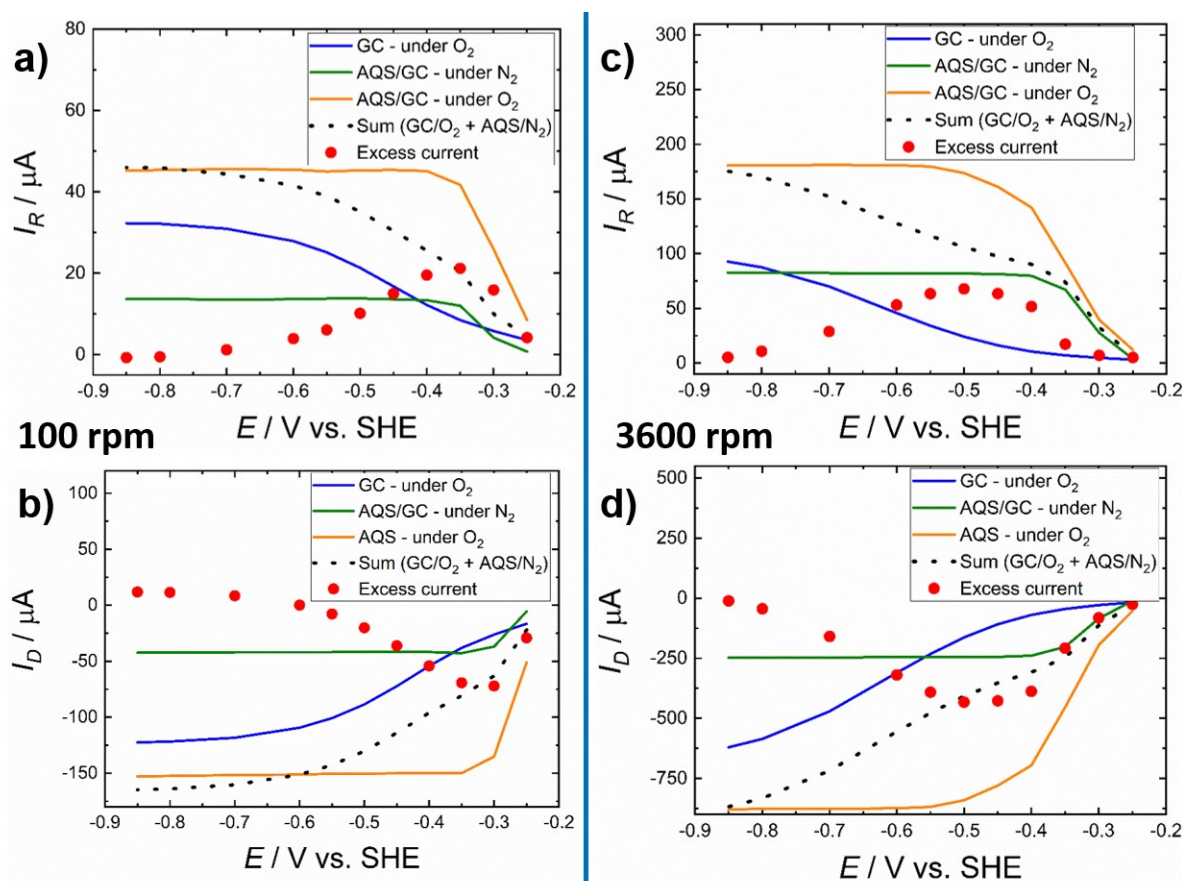 a)
80
60
40
20
0
I_R / μA
GC - under O₂
AQS/GC - under N₂
AQS/GC - under O₂
Sum (GC/O₂ + AQS/N₂)
Excess current
-0.9 -0.8 -0.7 -0.6 -0.5 -0.4 -0.3 -0.2
E / V vs. SHE
100 rpm
b)
100
50
0
-50
-100
-150
I_D / μA
GC - under O₂
AQS/GC - under N₂
AQS - under O₂
Sum (GC/O₂ + AQS/N₂)
Excess current
-0.9 -0.8 -0.7 -0.6 -0.5 -0.4 -0.3 -0.2
E / V vs. SHE
c)
300
250
200
150
100
50
0
I_R / μA
GC - under O₂
AQS/GC - under N₂
AQS/GC - under O₂
Sum (GC/O₂ + AQS/N₂)
Excess current
-0.9 -0.8 -0.7 -0.6 -0.5 -0.4 -0.3 -0.2
E / V vs. SHE
3600 rpm
d)
500
250
0
-250
-500
-750
I_D / μA
GC - under O₂
AQS/GC - under N₂
AQS - under O₂
Sum (GC/O₂ + AQS/N₂)
Excess current
-0.9 -0.8 -0.7 -0.6 -0.5 -0.4 -0.3 -0.2
E / V vs. SHE